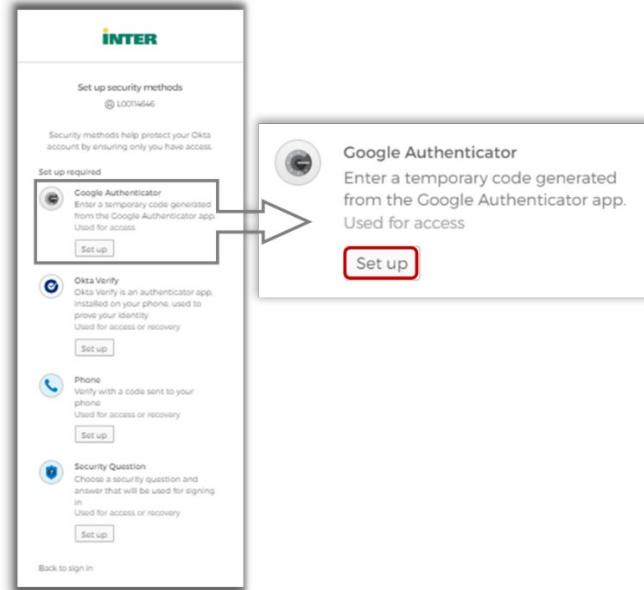 INTER
Set up security methods
L00114646
Security methods help protect your Okta
account by ensuring only you have access.
Set up required
Google Authenticator
Enter a temporary code generated
from the Google Authenticator app.
Used for access
Set up
Okta Verify
Okta Verify is an authenticator app,
installed on your phone, used to
prove your identity
Used for access or recovery
Set up
Phone
Verify with a code sent to your
phone
Used for access or recovery
Set up
Security Question
Choose a security question and
answer that will be used for signing
in
Used for access or recovery
Set up
Back to sign in
Google Authenticator
Enter a temporary code generated
from the Google Authenticator app.
Used for access
Set up